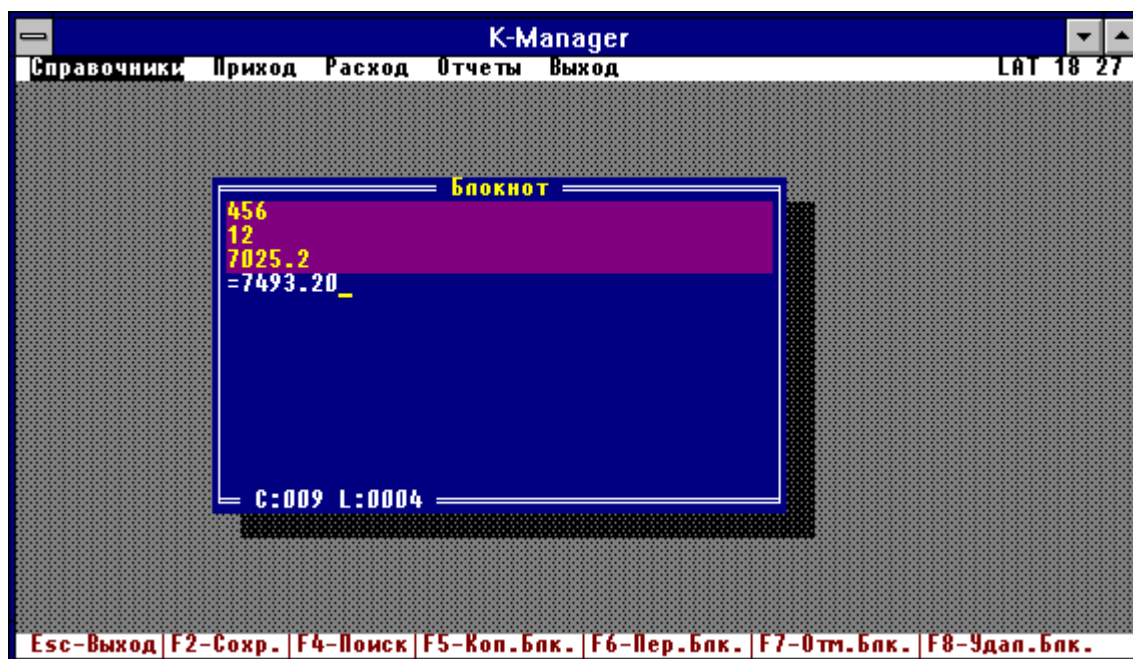 K-Manager
Справочники Приход Расход Отчеты Выход LAT 18 27
Блокнот
456
12
7025.2
=7493.20_
C:009 L:0004
Esc-Выход|F2-Сохр.|F4-Поиск|F5-Коп.Блк.|F6-Пер.Блк.|F7-Отм.Блк.|F8-Удал.Блк.